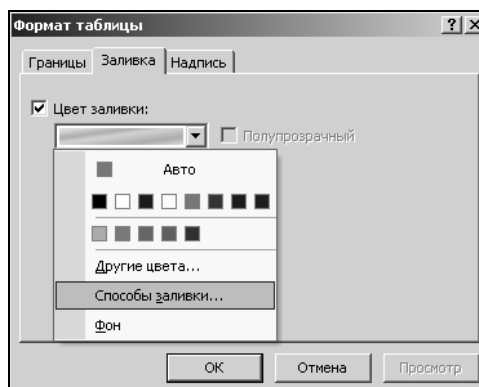 Формат таблицы
Границы Заливка Надпись
Цвет заливки:
Полупрозрачный
Авто
Другие цвета...
Способы заливки...
Фон
ОК Отмена Просмотр